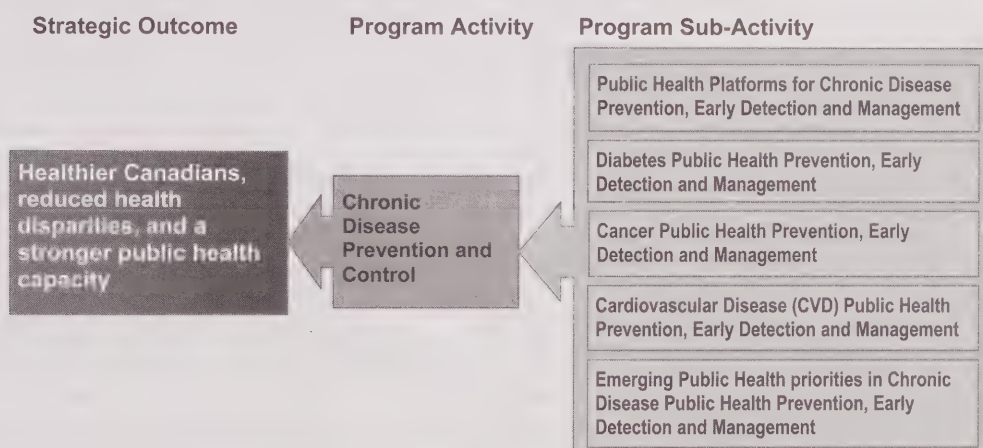 Strategic Outcome
Program Activity
Program Sub-Activity
Healthier Canadians,
reduced health
disparities, and a
stronger public health
capacity
Chronic
Disease
Prevention and
Control
Public Health Platforms for Chronic Disease
Prevention, Early Detection and Management
Diabetes Public Health Prevention, Early
Detection and Management
Cancer Public Health Prevention, Early
Detection and Management
Cardiovascular Disease (CVD) Public Health
Prevention, Early Detection and Management
Emerging Public Health priorities in Chronic
Disease Public Health Prevention, Early
Detection and Management